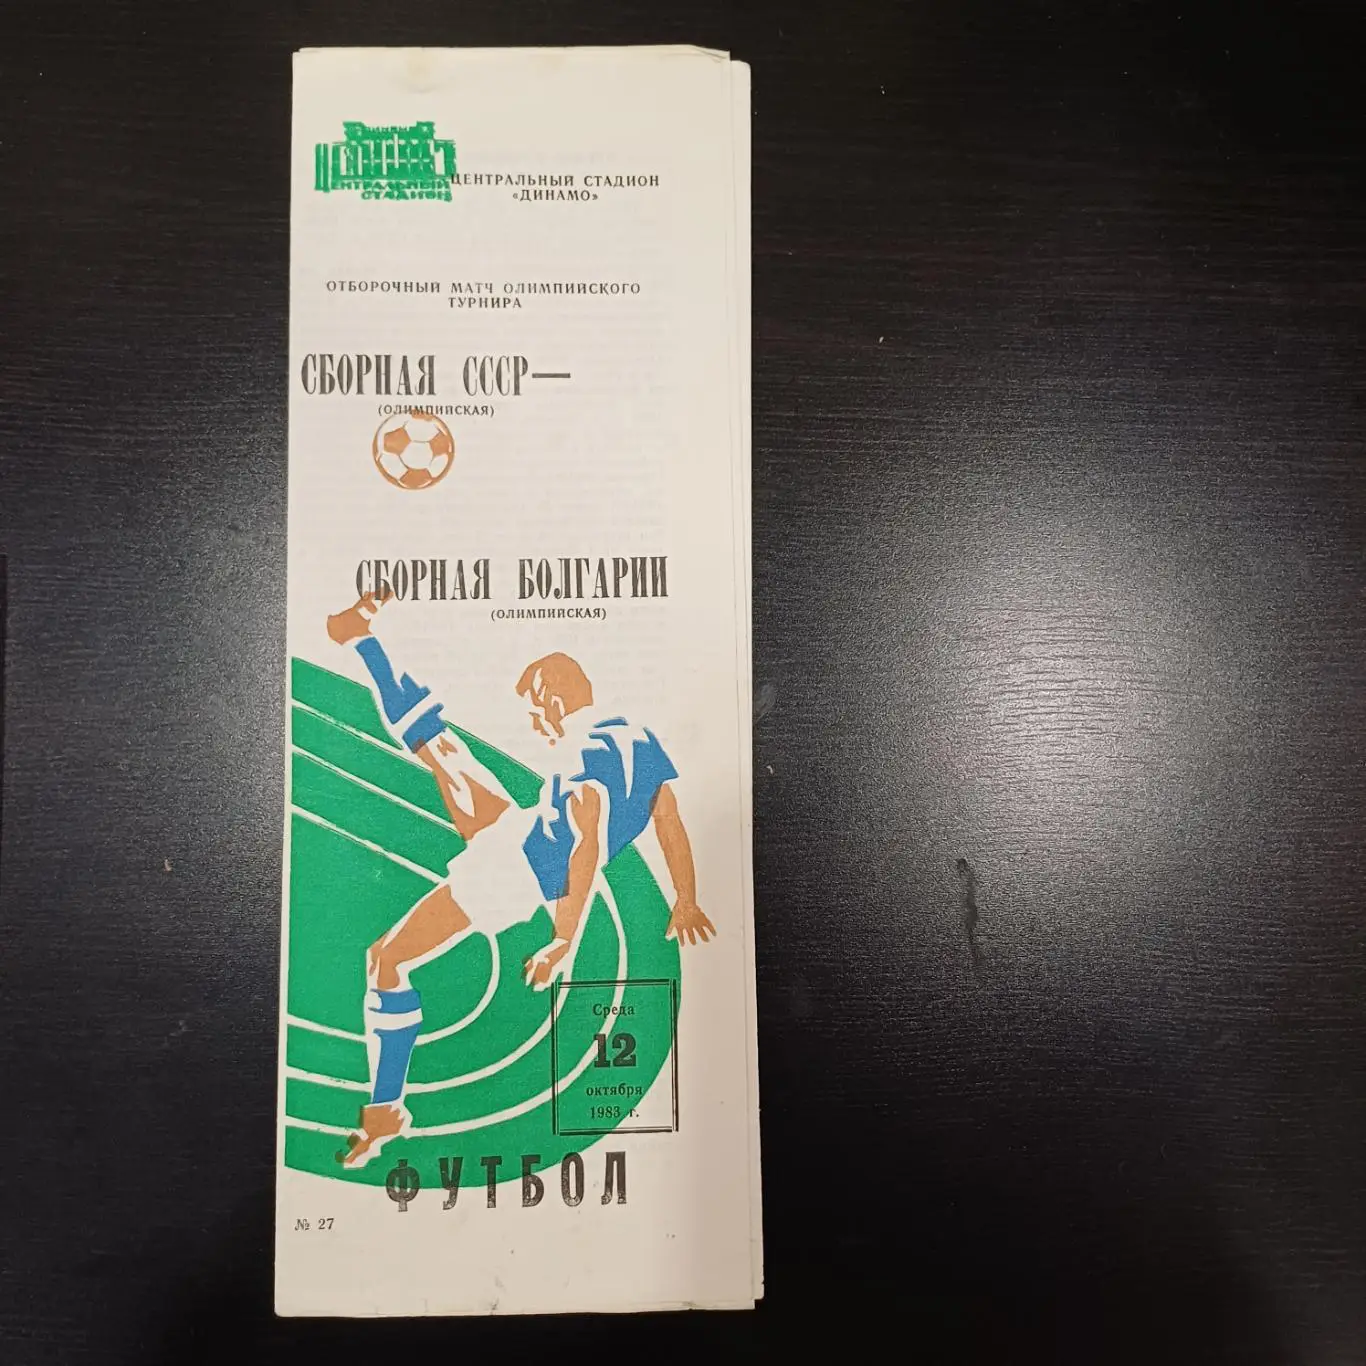 ЦЕНТРАЛЬНЫЙ
СТАДИОН
ЦЕНТРАЛЬНЫЙ СТАДИОН
«ДИНАМО»
ОТБОРОЧНЫЙ МАТЧ ОЛИМПИЙСКОГО
ТУРНИРА
СБОРНАЯ СССР—
(ОЛИМПИЙСКАЯ)
СБОРНАЯ БОЛГАРИИ
(ОЛИМПИЙСКАЯ)
Среда
12
октября
1983 г.
ФУТБОЛ
№ 27